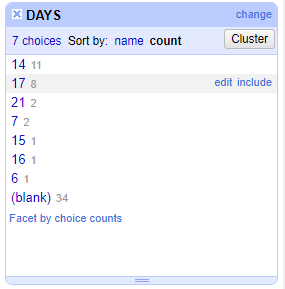 DAYS change
7 choices Sort by: name count Cluster
14 11
17 8 edit include
21 2
7 2
15 1
16 1
6 1
(blank) 34
Facet by choice counts